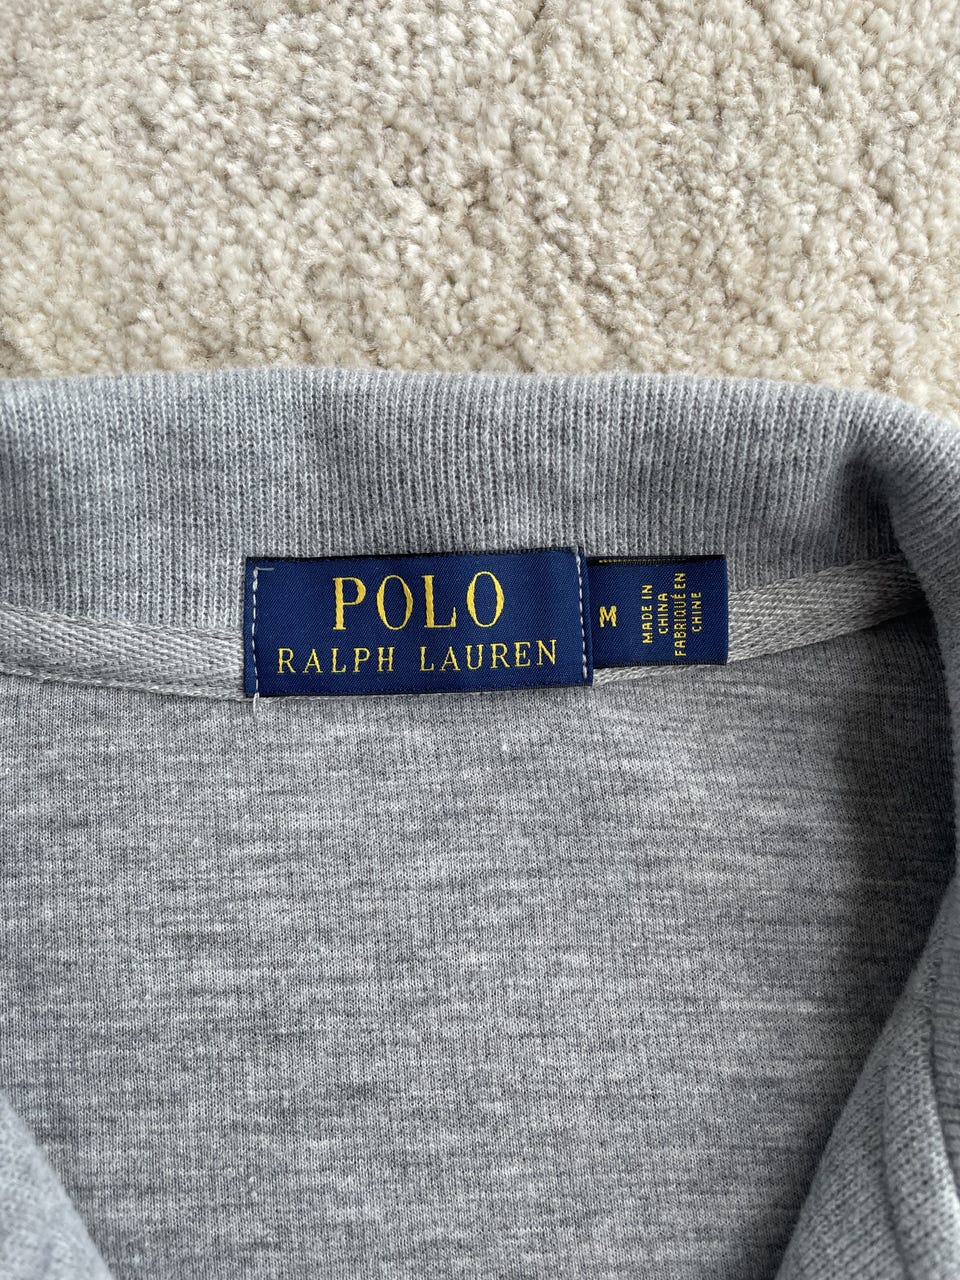 POLO
RALPH LAUREN
M
MADE IN
CHINA
FABRIQUÉ EN
CHINE